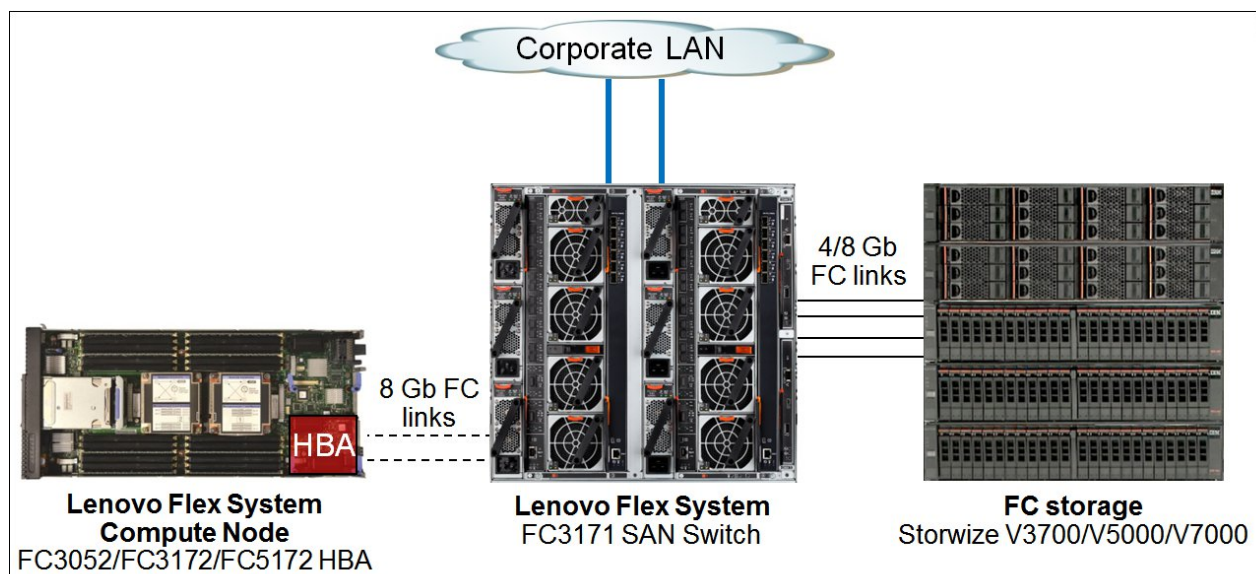 Corporate LAN
4/8 Gb
FC links
8 Gb FC
links
HBA
Lenovo Flex System
Compute Node
FC3052/FC3172/FC5172 HBA
Lenovo Flex System
FC3171 SAN Switch
FC storage
Storwize V3700/V5000/V7000